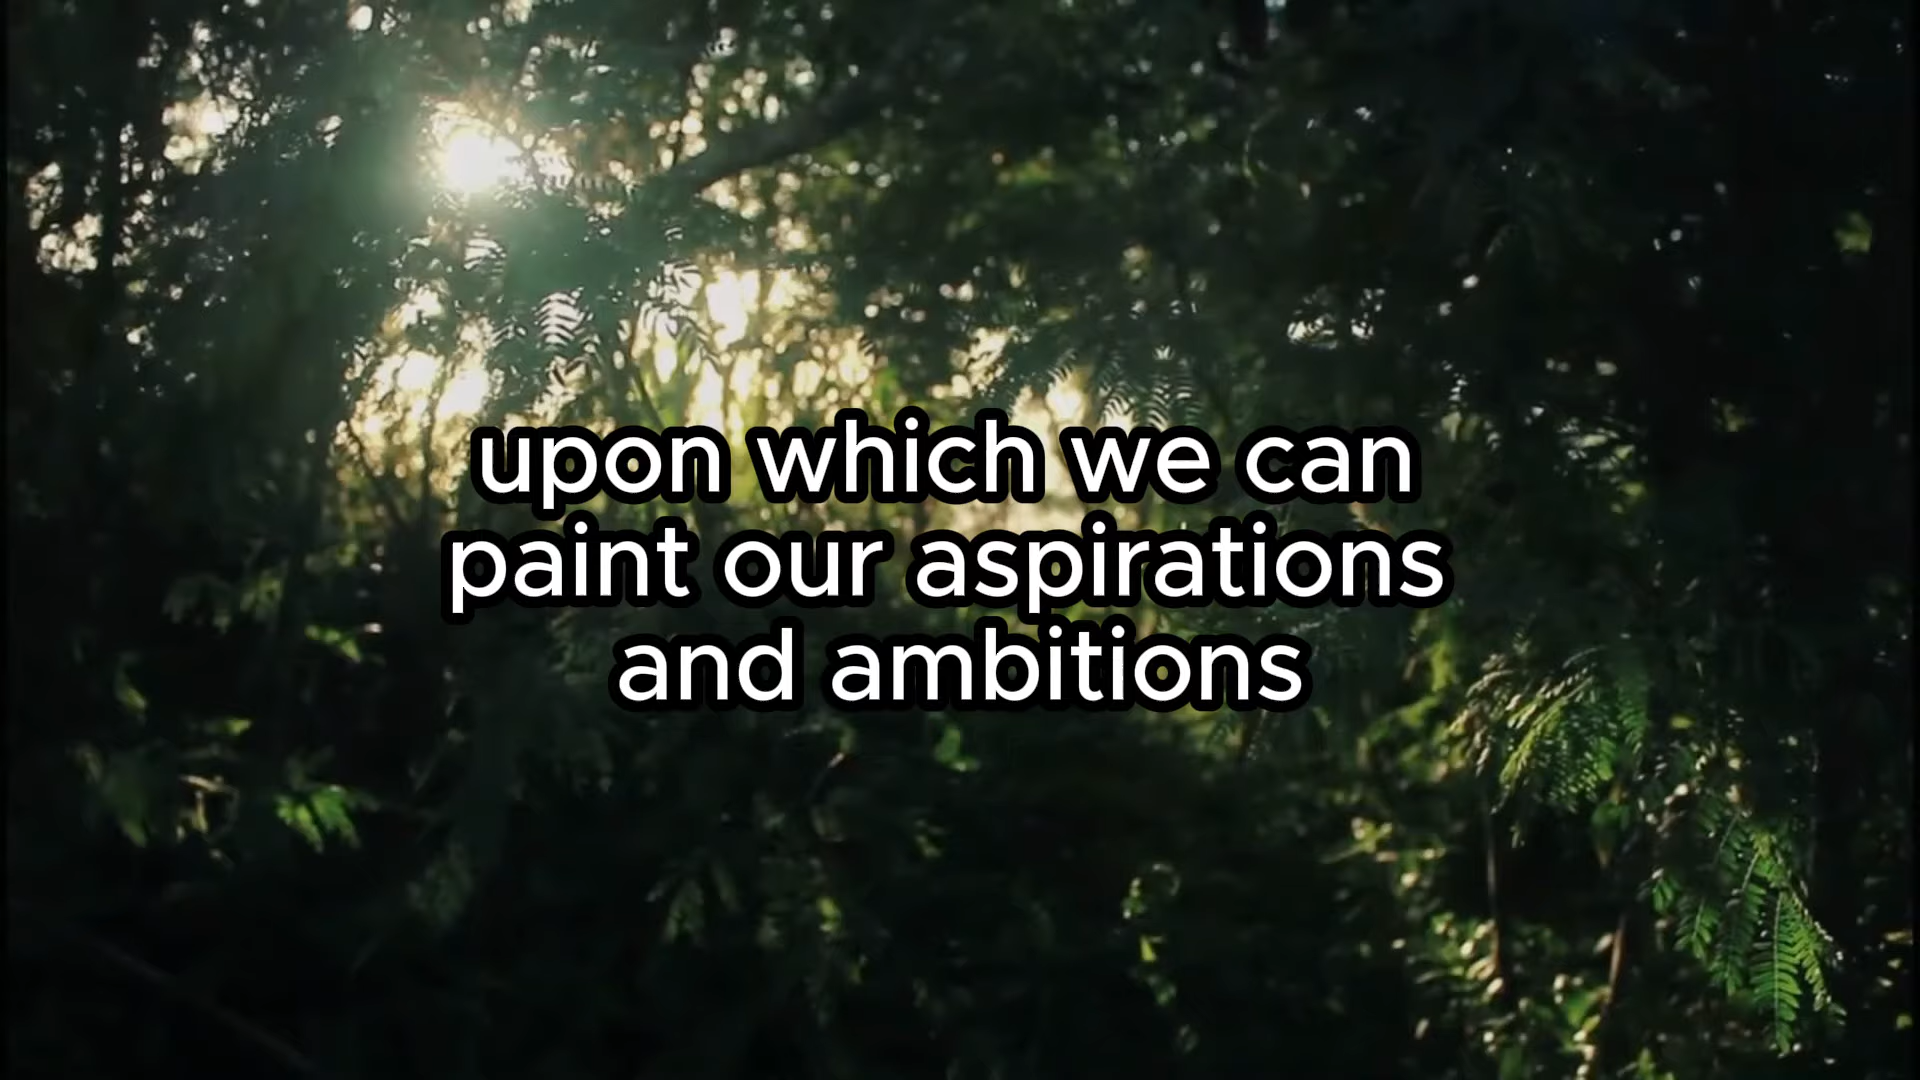 upon which we can
paint our aspirations
and ambitions